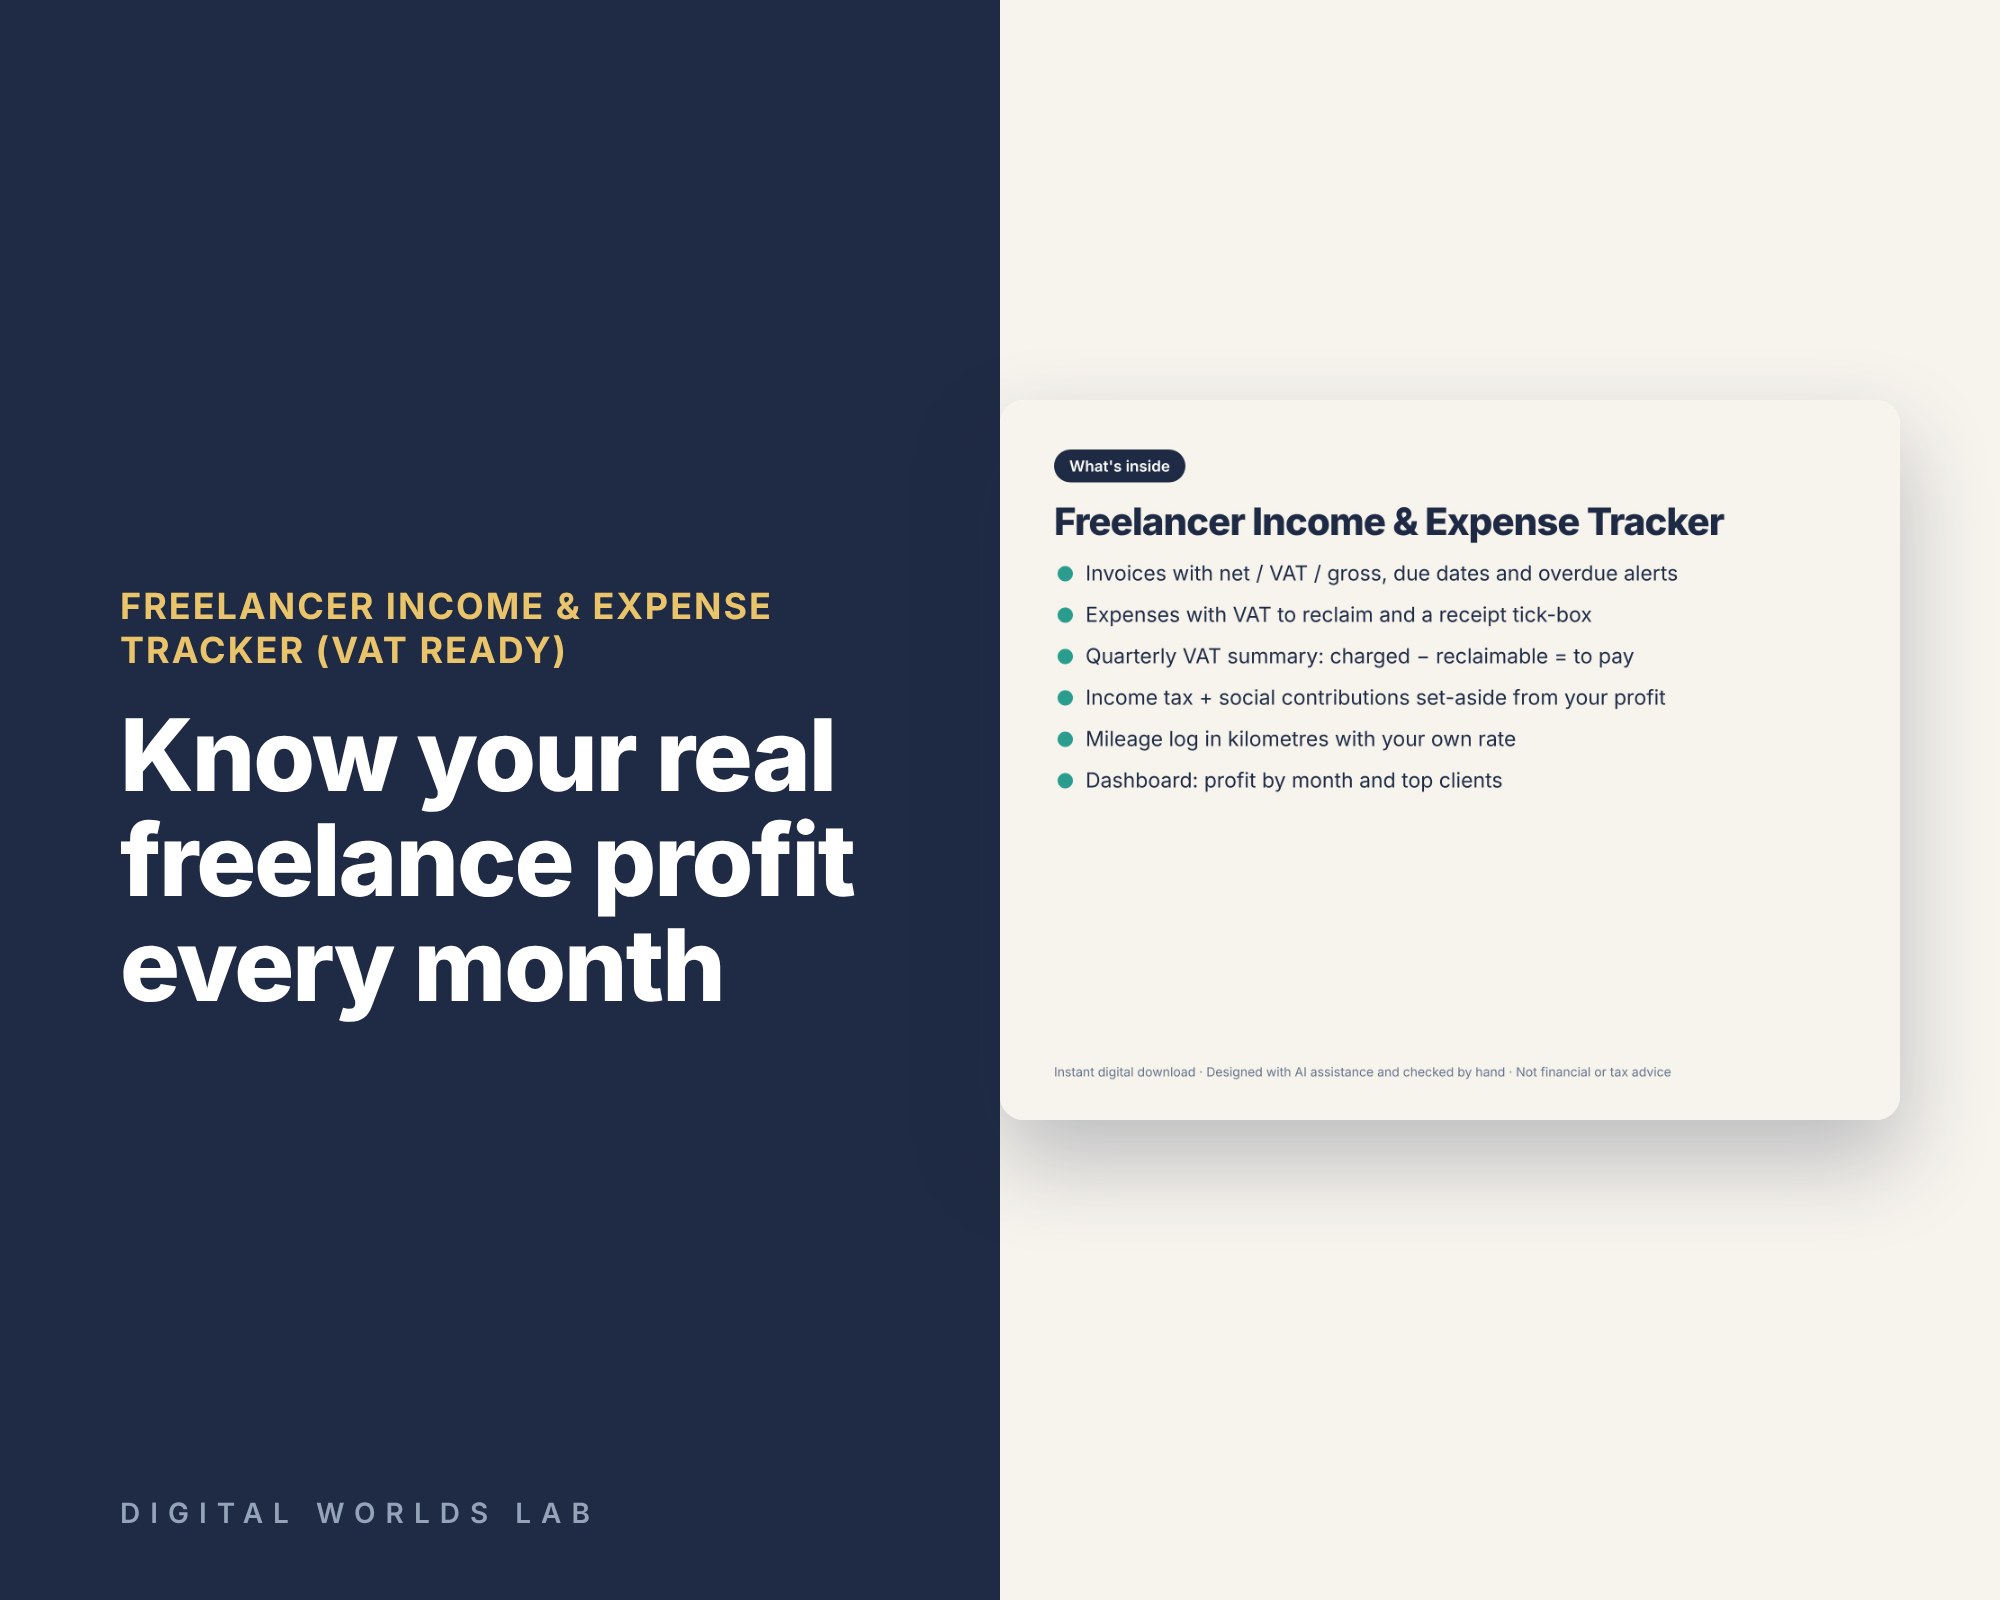 FREELANCER INCOME & EXPENSE
TRACKER (VAT READY)
Know your real
freelance profit
every month
DIGITAL WORLDS LAB
What's inside
Freelancer Income & Expense Tracker
Invoices with net / VAT / gross, due dates and overdue alerts
Expenses with VAT to reclaim and a receipt tick-box
Quarterly VAT summary: charged − reclaimable = to pay
Income tax + social contributions set-aside from your profit
Mileage log in kilometres with your own rate
Dashboard: profit by month and top clients
Instant digital download · Designed with AI assistance and checked by hand · Not financial or tax advice